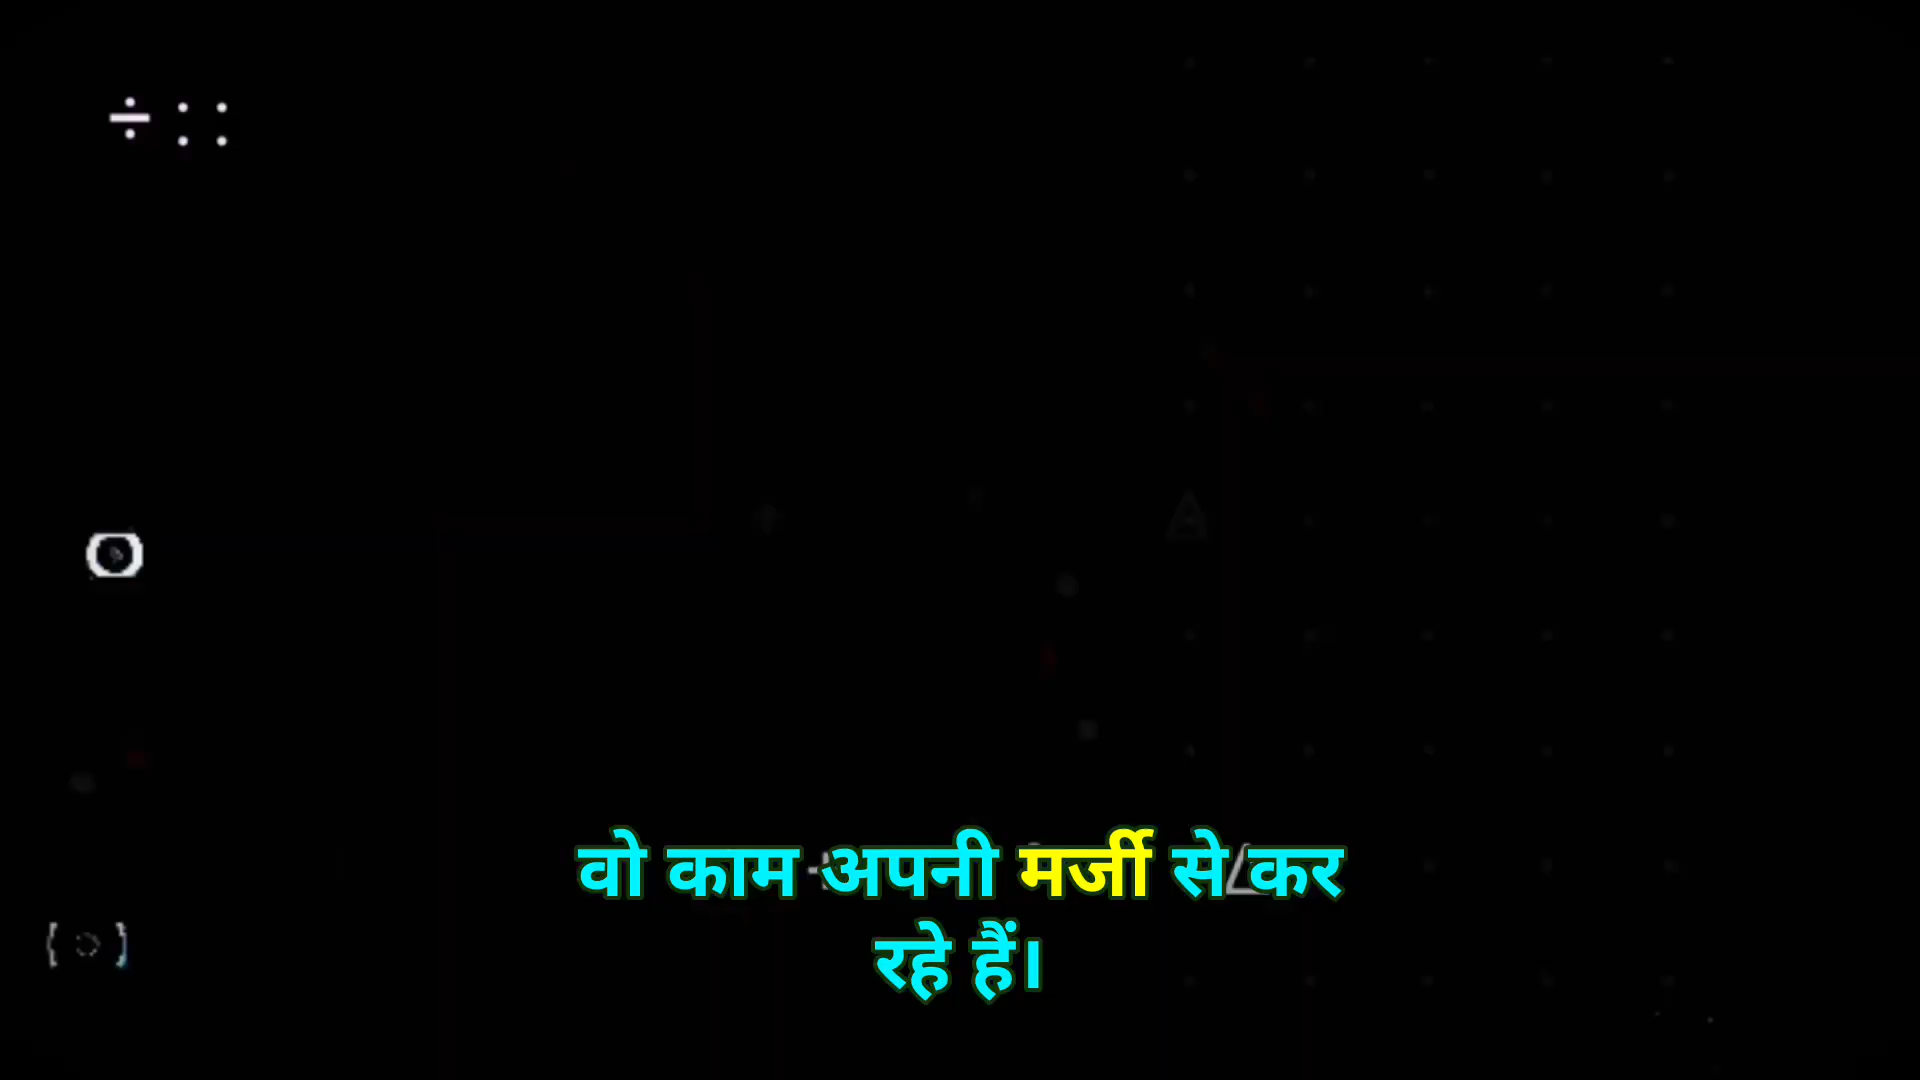 वो काम अपनी मर्जी से कर
रहे हैं।